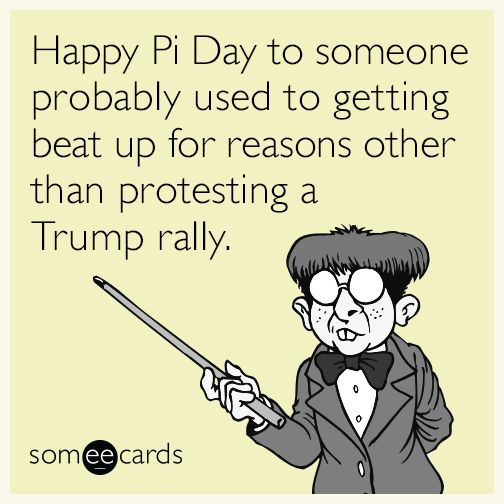 Happy Pi Day to someone
probably used to getting
beat up for reasons other
than protesting a
Trump rally.
someecards